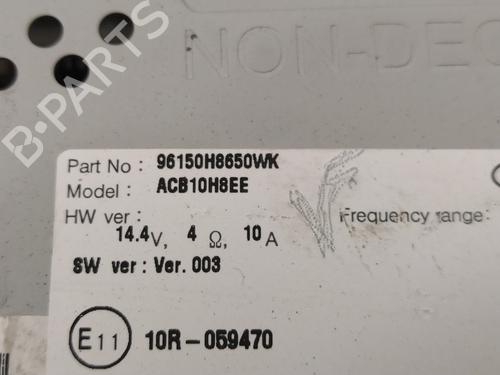 NON-DEC
B-PARTS
Part No : 96150H8650WK
Model : ACB10H8EE
HW ver :
Frequency range:
14.4V, 4 Ω, 10 A
SW ver : Ver. 003
E11
10R-059470